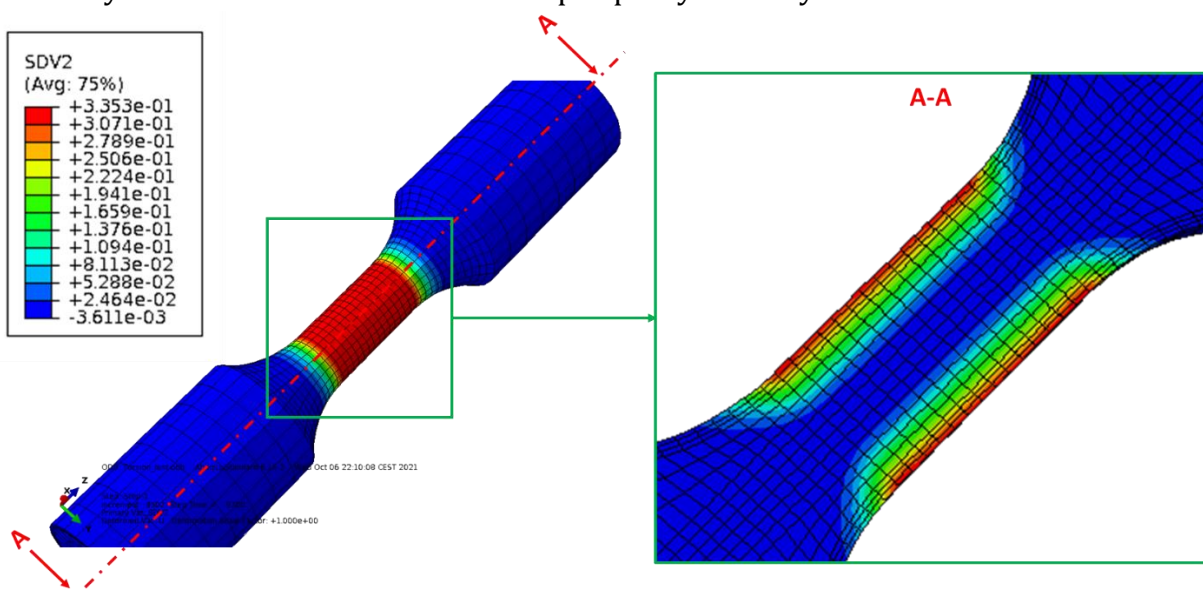 SDV2
(Avg: 75%)
+3.353e-01
+3.071e-01
+2.789e-01
+2.506e-01
+2.224e-01
+1.941e-01
+1.659e-01
+1.376e-01
+1.094e-01
+8.113e-02
+5.288e-02
+2.464e-02
-3.611e-03
A
A-A
z
x
Y
Oct 06 22:10:08 CEST 2021
+1.000e+00
A